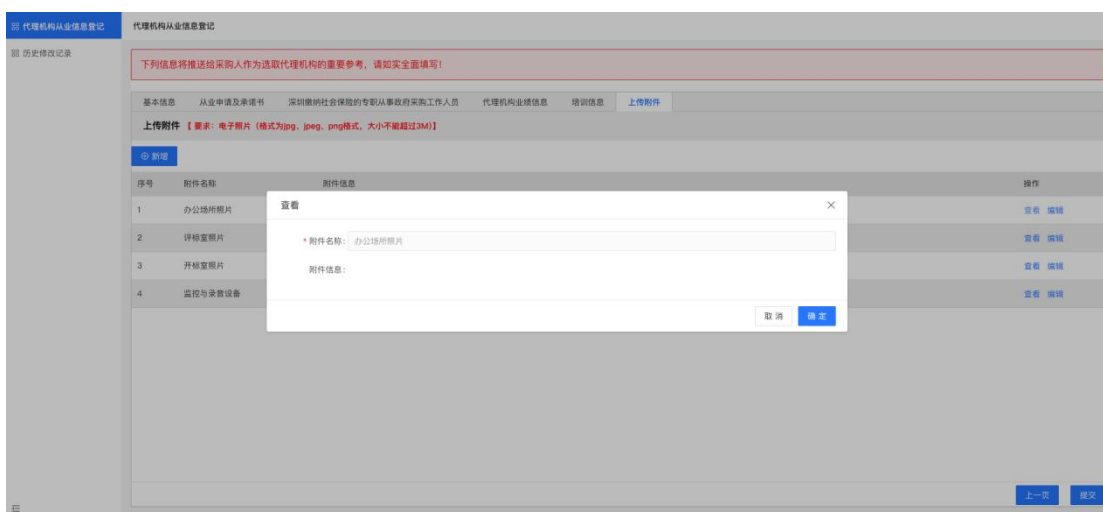 代理机构从业信息登记
历史修改记录
代理机构从业信息登记
下列信息将推送给采购人作为选取代理机构的重要参考，请如实全面填写！
基本信息 从业申请及承诺书 深圳缴纳社会保险的专职从事政府采购工作人员 代理机构业绩信息 培训信息 上传附件
上传附件 【 要求：电子照片（格式为jpg、jpeg、png格式，大小不能超过3M）】
新增
序号 附件名称 附件信息 操作
1 办公场所照片 查看 编辑
2 评标室照片 查看 编辑
3 开标室照片 查看 编辑
4 监控与录音设备 查看 编辑
查看
* 附件名称： 办公场所照片
附件信息：
取 消 确 定
上一页 提交